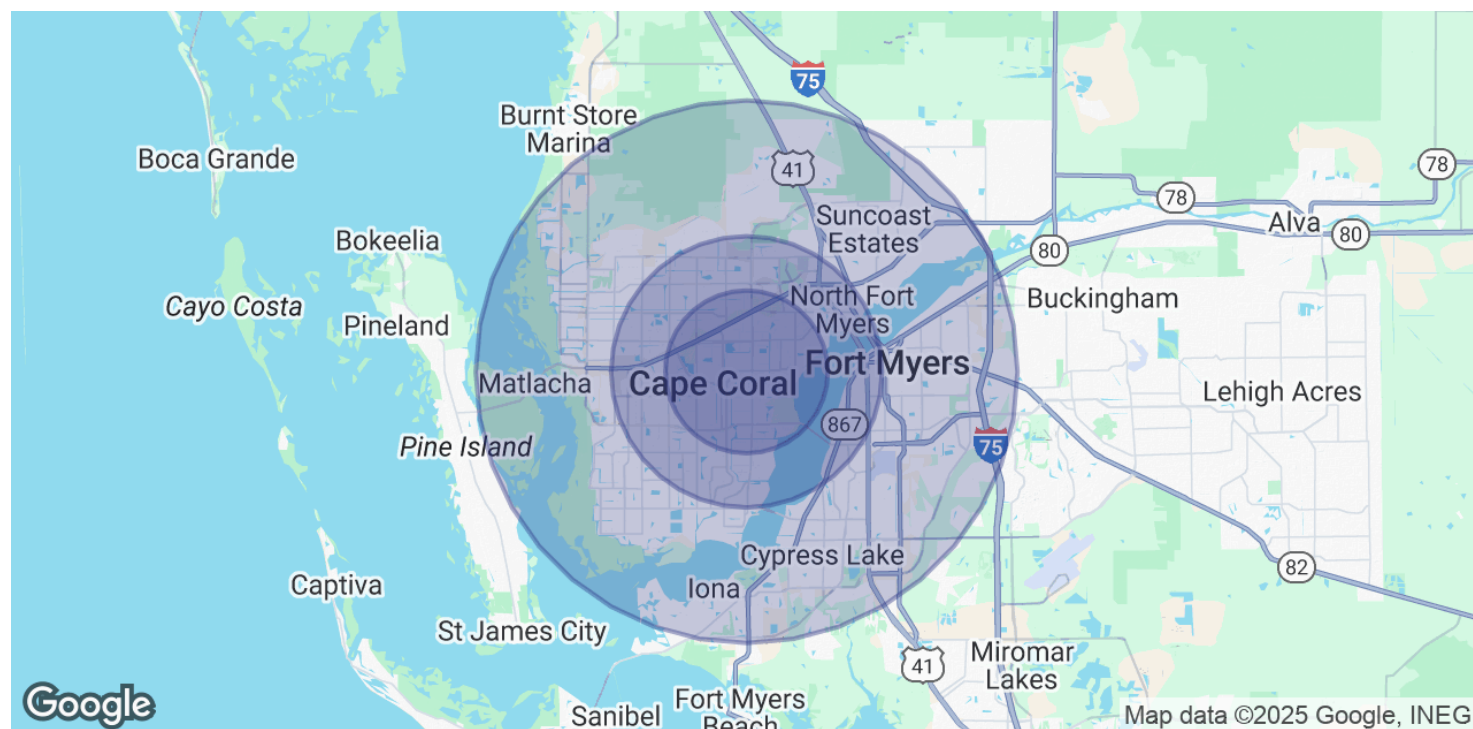 75
Burnt Store
Marina
Boca Grande
41
78
78
Suncoast
Estates
Alva
80
Bokeelia
80
Cayo Costa
North Fort
Myers
Buckingham
Pineland
Fort Myers
Matlacha
Cape Coral
Lehigh Acres
867
Pine Island
75
Cypress Lake
82
Captiva
Iona
St James City
Miromar
Lakes
41
Google
Sanibel
Fort Myers
Beach
Map data ©2025 Google, INEG